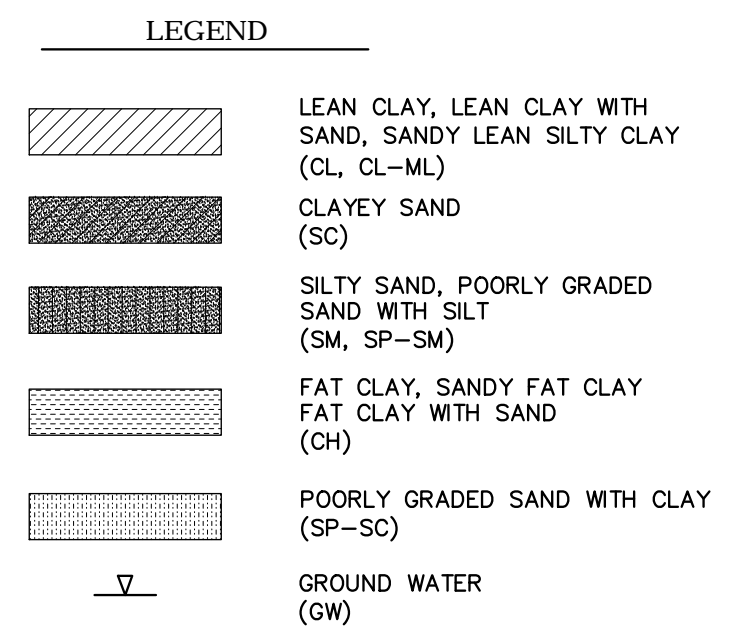 LEGEND
LEAN CLAY, LEAN CLAY WITH
SAND, SANDY LEAN SILTY CLAY
(CL, CL-ML)
CLAYEY SAND
(SC)
SILTY SAND, POORLY GRADED
SAND WITH SILT
(SM, SP-SM)
FAT CLAY, SANDY FAT CLAY
FAT CLAY WITH SAND
(CH)
POORLY GRADED SAND WITH CLAY
(SP-SC)
GROUND WATER
(GW)